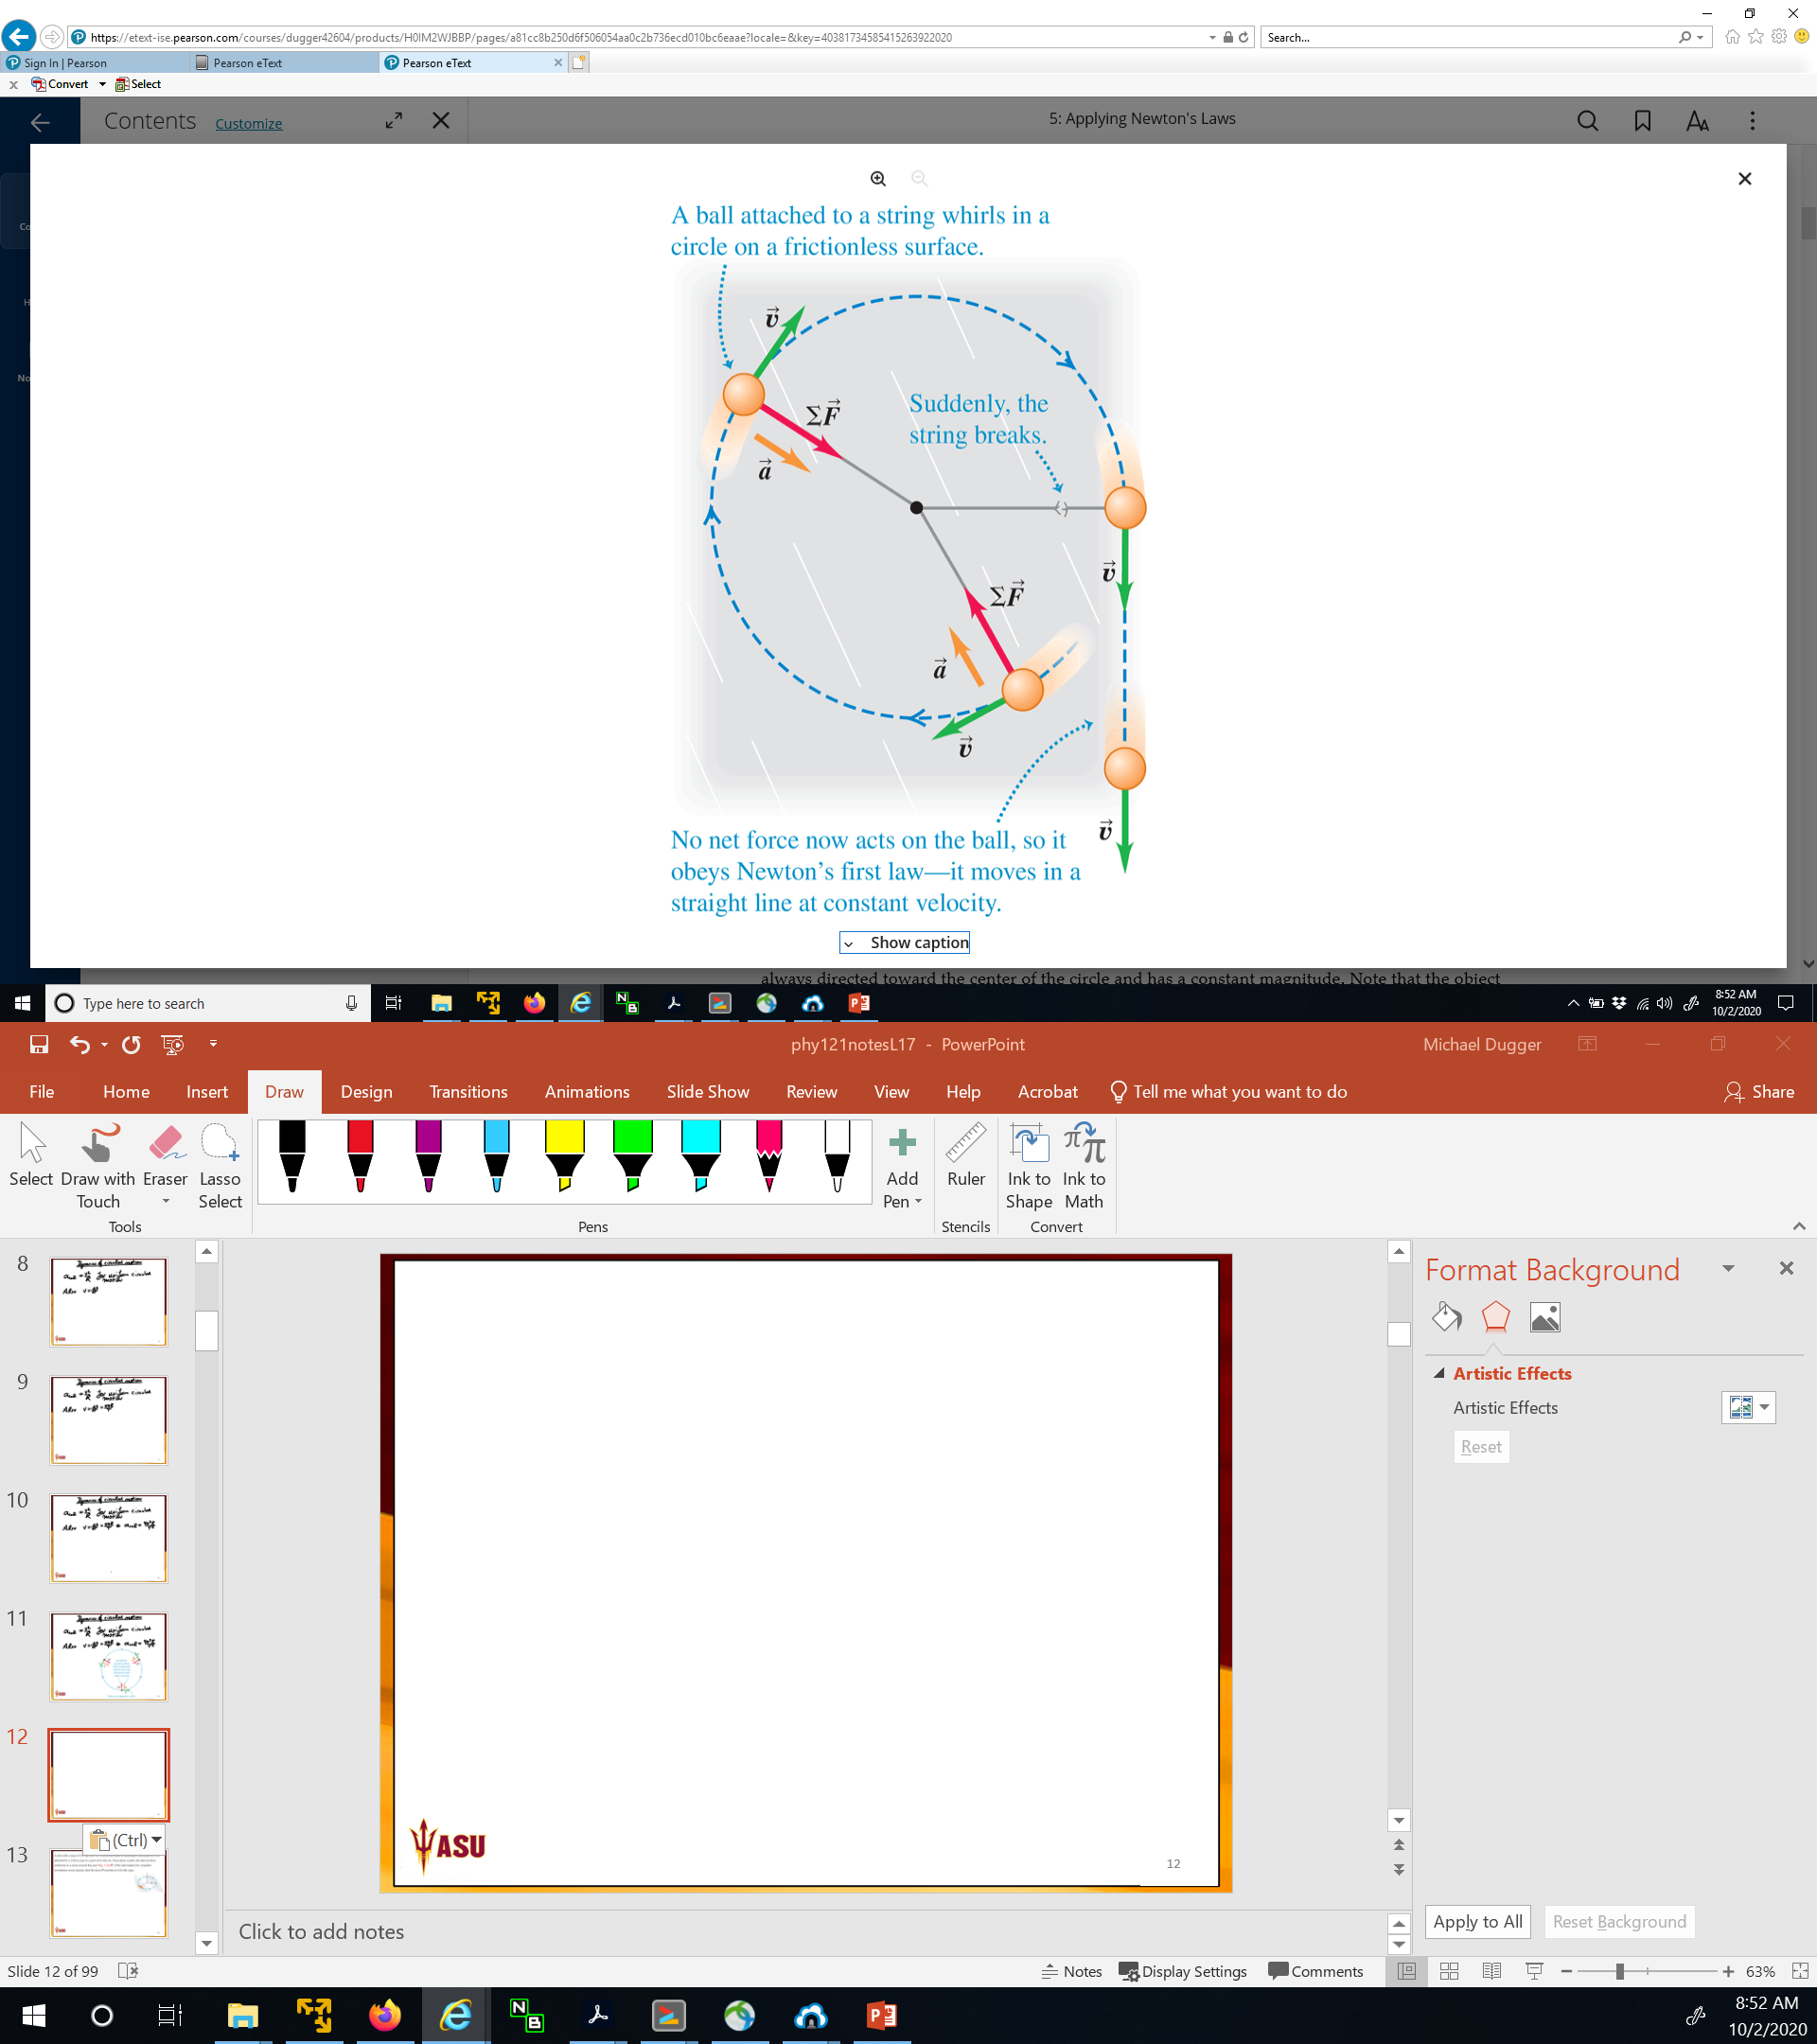 https://etext-ise.pearson.com/courses/dugger42604/products/H0IM2WJBBP/pages/a81cc8b250d6f506054aa0c2b736ecd010bc6eaae?locale=&key=40381734585415263922020
Search...
Sign In | Pearson
Pearson eText
Pearson eText
x Convert Select
Contents Customize
5: Applying Newton's Laws
A ball attached to a string whirls in a
circle on a frictionless surface.
v
ΣF
a
Suddenly, the
string breaks.
v
ΣF
a
v
No net force now acts on the ball, so it
obeys Newton's first law—it moves in a
straight line at constant velocity.
v
Show caption
always directed toward the center of the circle and has a constant magnitude. Note that the object
Type here to search
8:52 AM
10/2/2020
phy121notesL17 - PowerPoint
Michael Dugger
File Home Insert Draw Design Transitions Animations Slide Show Review View Help Acrobat Tell me what you want to do Share
Select
Draw with
Touch
Eraser
Lasso
Select
Add
Pen
Ruler
Ink to
Shape
Ink to
Math
Tools
Pens
Stencils
Convert
8
9
10
11
12
(Ctrl)
13
ASU
12
Format Background
Artistic Effects
Artistic Effects
Reset
Apply to All
Reset Background
Click to add notes
Slide 12 of 99
Notes Display Settings Comments 63%
8:52 AM
10/2/2020